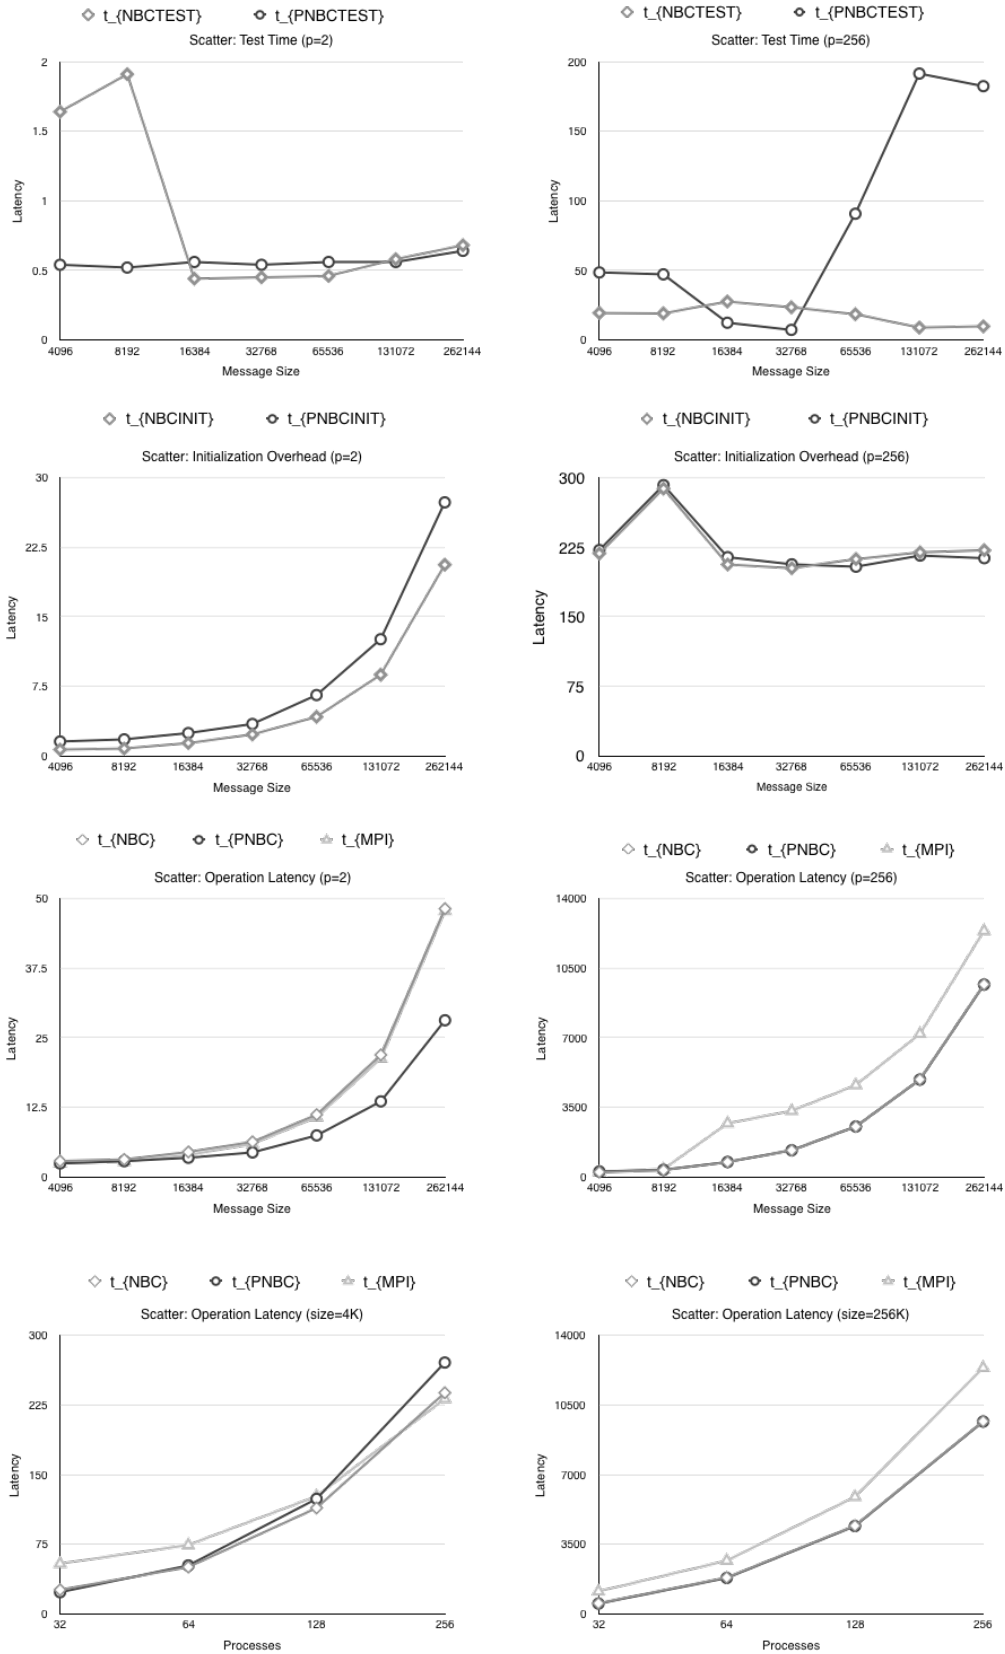 t_{NBCTEST} t_{PNBCTEST}
Scatter: Test Time (p=2)
2
1.5
1
0.5
0
Latency
4096 8192 16384 32768 65536 131072 262144
Message Size
t_{NBCTEST} t_{PNBCTEST}
Scatter: Test Time (p=256)
200
150
100
50
0
Latency
4096 8192 16384 32768 65536 131072 262144
Message Size
t_{NBCINIT} t_{PNBCINIT}
Scatter: Initialization Overhead (p=2)
30
22.5
15
7.5
0
Latency
4096 8192 16384 32768 65536 131072 262144
Message Size
t_{NBCINIT} t_{PNBCINIT}
Scatter: Initialization Overhead (p=256)
300
225
150
75
0
Latency
4096 8192 16384 32768 65536 131072 262144
Message Size
t_{NBC} t_{PNBC} t_{MPI}
Scatter: Operation Latency (p=2)
50
37.5
25
12.5
0
Latency
4096 8192 16384 32768 65536 131072 262144
Message Size
t_{NBC} t_{PNBC} t_{MPI}
Scatter: Operation Latency (p=256)
14000
10500
7000
3500
0
Latency
4096 8192 16384 32768 65536 131072 262144
Message Size
t_{NBC} t_{PNBC} t_{MPI}
Scatter: Operation Latency (size=4K)
300
225
150
75
0
Latency
32 64 128 256
Processes
t_{NBC} t_{PNBC} t_{MPI}
Scatter: Operation Latency (size=256K)
14000
10500
7000
3500
0
Latency
32 64 128 256
Processes